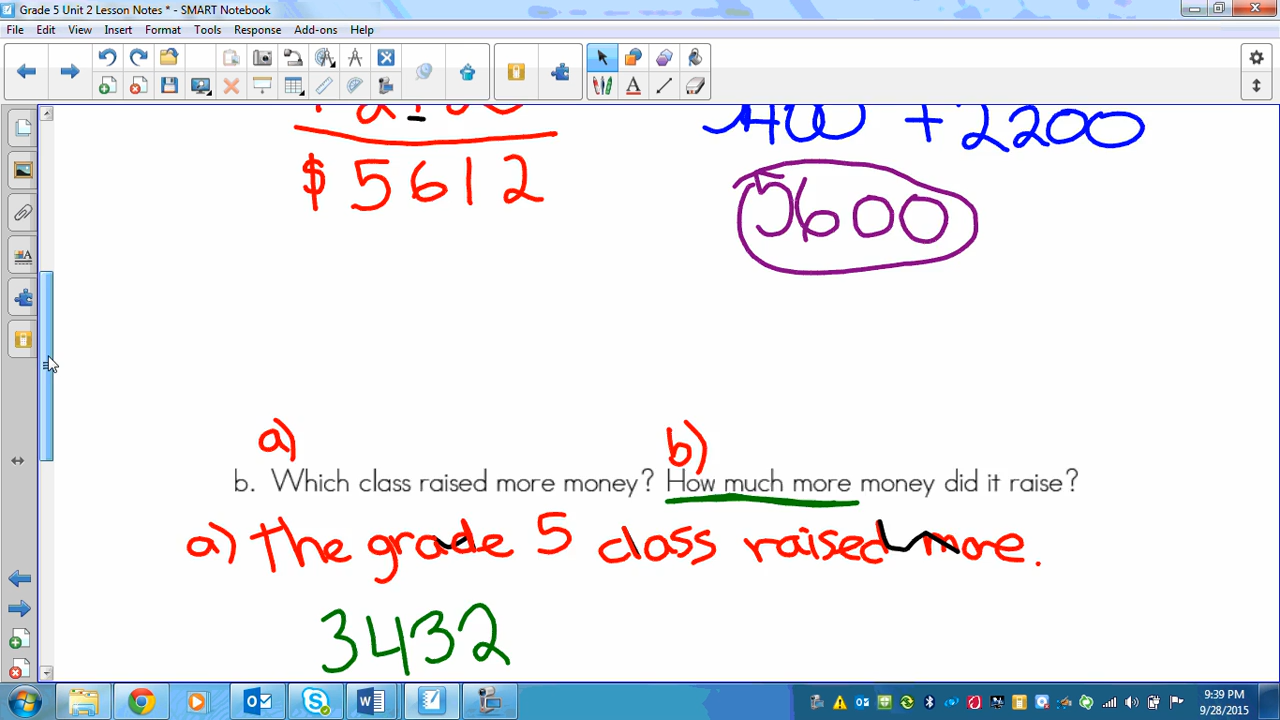 Grade 5 Unit 2 Lesson Notes * - SMART Notebook
File Edit View Insert Format Tools Response Add-ons Help
400 + 2200
$5612
5600
a) b)
b. Which class raised more money? How much more money did it raise?
a) the grade 5 class raised more.
3432
9:39 PM
9/28/2015